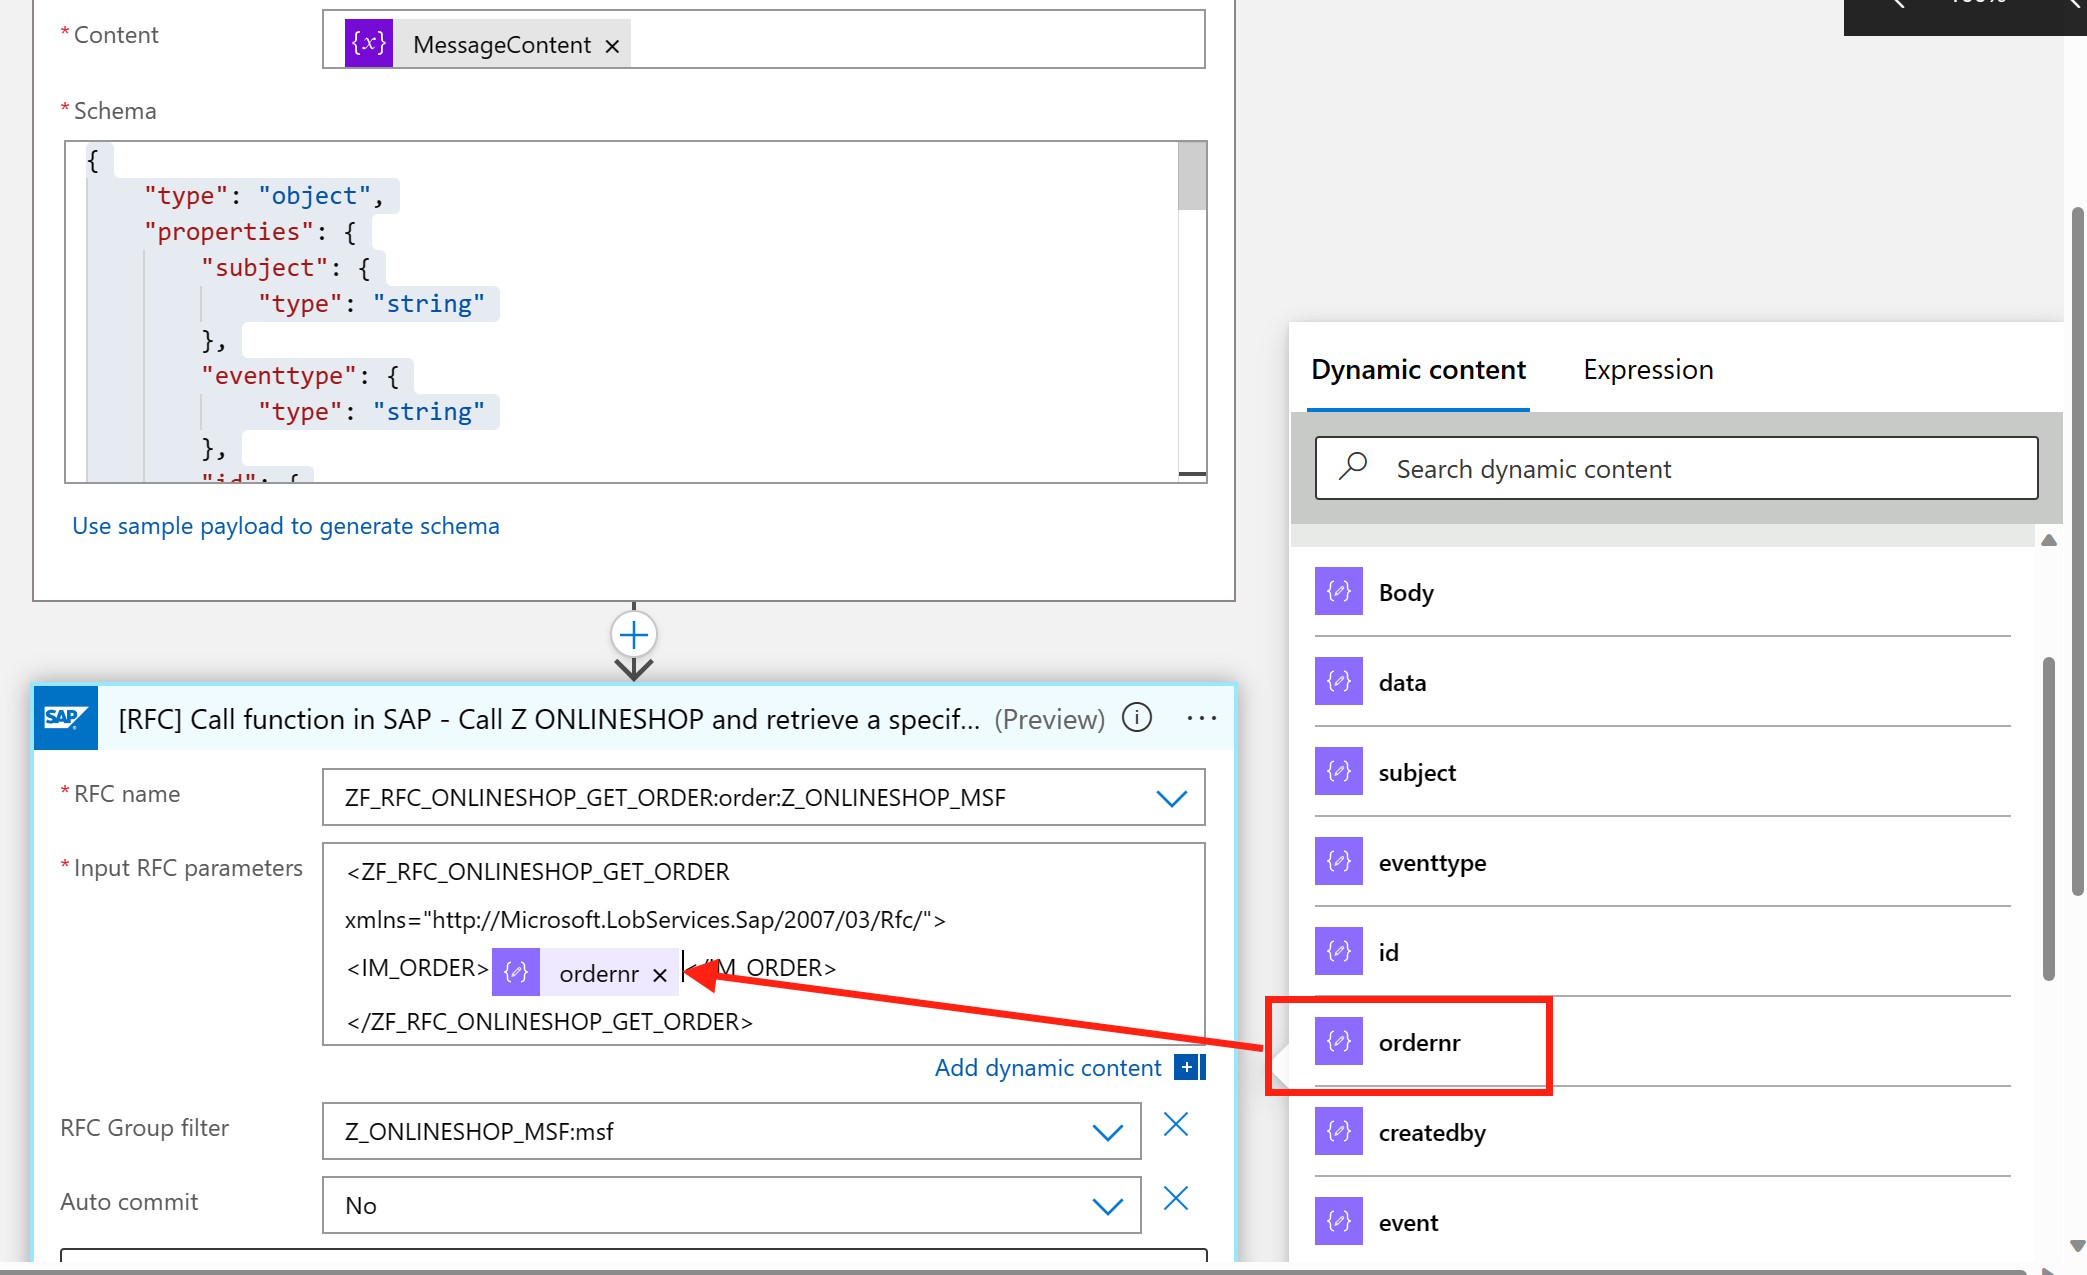 * Content
{x} MessageContent ×
* Schema
{
"type": "object",
"properties": {
"subject": {
"type": "string"
},
"eventtype": {
"type": "string"
},
"id": {
Use sample payload to generate schema
SAP [RFC] Call function in SAP - Call Z ONLINESHOP and retrieve a specif... (Preview)
* RFC name
ZF_RFC_ONLINESHOP_GET_ORDER:order:Z_ONLINESHOP_MSF
* Input RFC parameters
<ZF_RFC_ONLINESHOP_GET_ORDER
xmlns="http://Microsoft.LobServices.Sap/2007/03/Rfc/">
<IM_ORDER> ordernr × </IM_ORDER>
</ZF_RFC_ONLINESHOP_GET_ORDER>
Add dynamic content
RFC Group filter
Z_ONLINESHOP_MSF:msf
Auto commit
No
Dynamic content
Expression
Search dynamic content
Body
data
subject
eventtype
id
ordernr
createdby
event